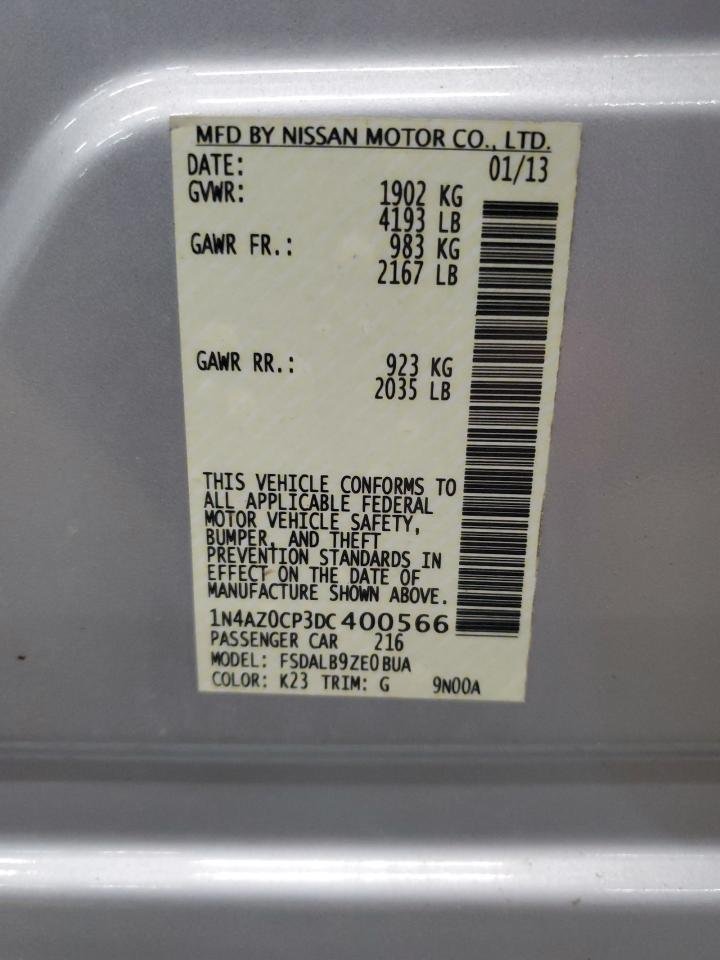 MFD BY NISSAN MOTOR CO., LTD.
DATE: 01/13
GVWR: 1902 KG
4193 LB
GAWR FR.: 983 KG
2167 LB
GAWR RR.: 923 KG
2035 LB
THIS VEHICLE CONFORMS TO
ALL APPLICABLE FEDERAL
MOTOR VEHICLE SAFETY,
BUMPER, AND THEFT
PREVENTION STANDARDS IN
EFFECT ON THE DATE OF
MANUFACTURE SHOWN ABOVE.
1N4AZ0CP3DC400566
PASSENGER CAR 216
MODEL: FSDALB9ZE0BUA
COLOR: K23 TRIM: G 9N00A